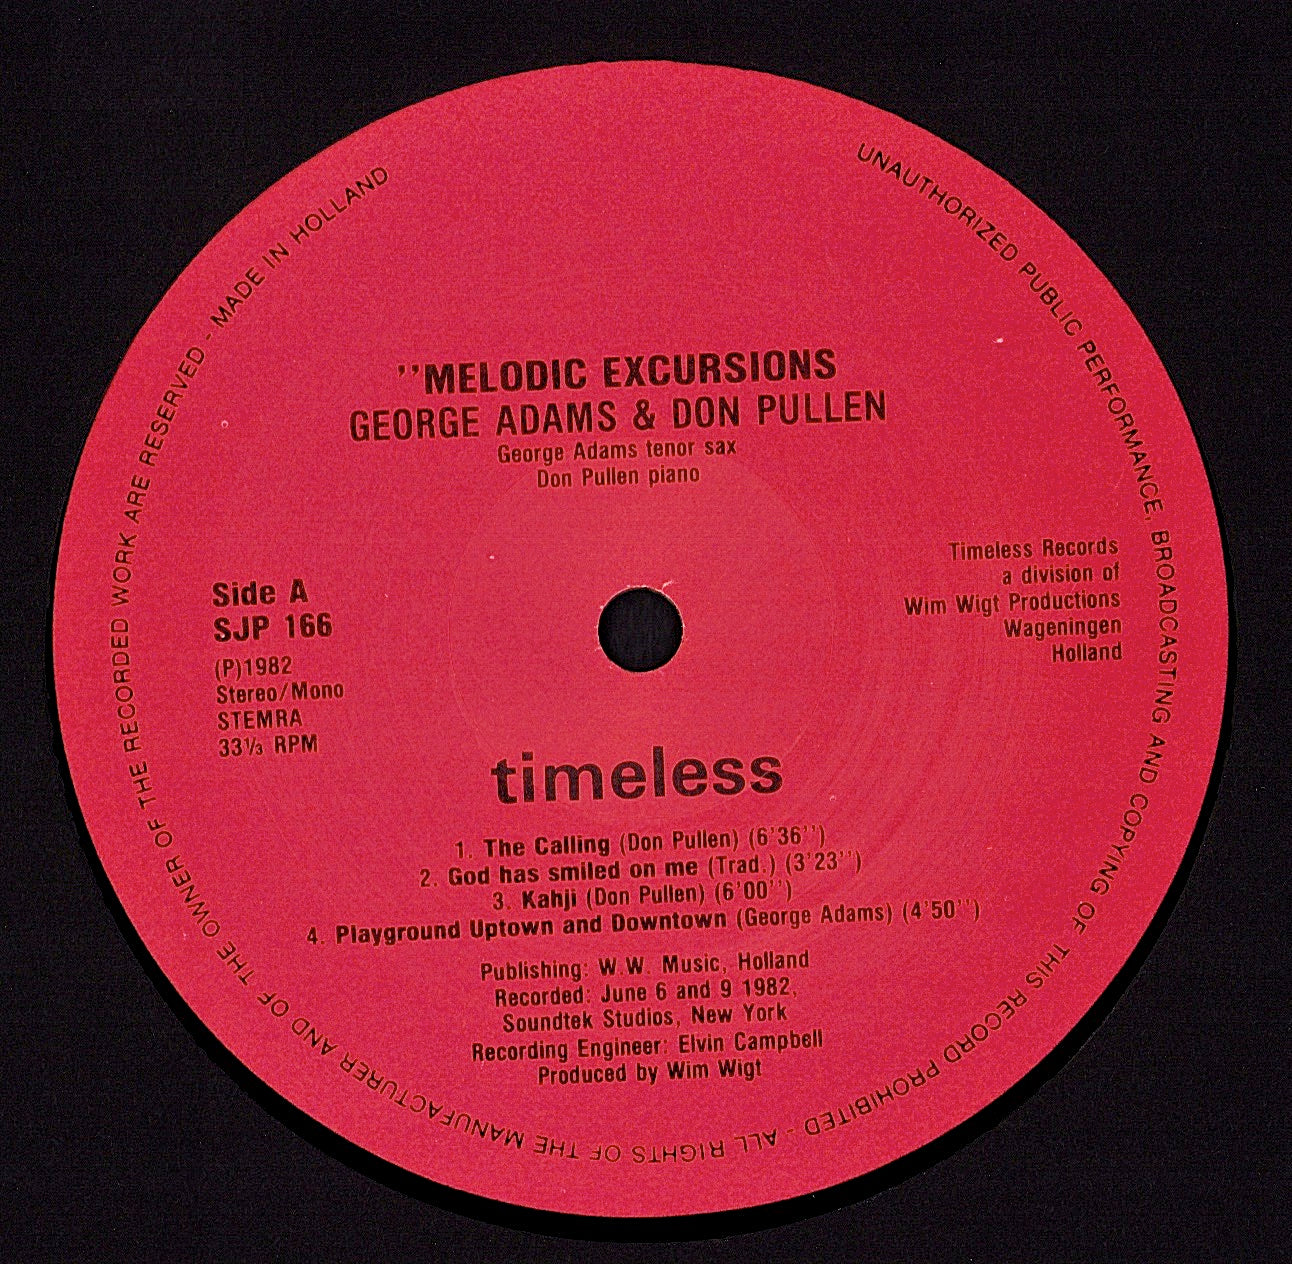 UNAUTHORIZED PUBLIC PERFORMANCE, BROADCASTING AND COPYING OF THIS RECORD PROHIBITED - ALL RIGHTS OF THE MANUFACTURER AND OF THE OWNER OF THE RECORDED WORK ARE RESERVED - MADE IN HOLLAND
''MELODIC EXCURSIONS
GEORGE ADAMS & DON PULLEN
George Adams tenor sax
Don Pullen piano
Side A
SJP 166
(P)1982
Stereo/Mono
STEMRA
33⅓ RPM
Timeless Records
a division of
Wim Wigt Productions
Wageningen
Holland
timeless
1. The Calling (Don Pullen) (6'36'')
2. God has smiled on me (Trad.) (3'23'')
3. Kahji (Don Pullen) (6'00'')
4. Playground Uptown and Downtown (George Adams) (4'50'')
Publishing: W.W. Music, Holland
Recorded: June 6 and 9 1982,
Soundtek Studios, New York
Recording Engineer: Elvin Campbell
Produced by Wim Wigt